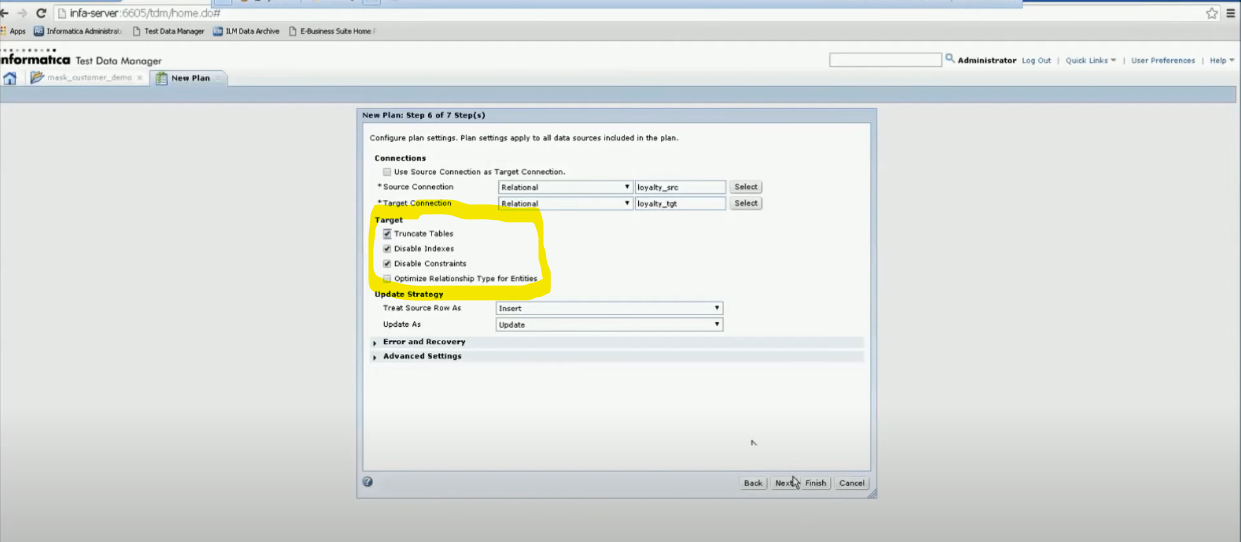 infa-server:6605/tdm/home.do#
Apps Informatica Administrat Test Data Manager ILM Data Archive E-Business Suite Home
nformatica Test Data Manager
Administrator Log Out | Quick Links | User Preferences | Help
mask_customer_demo × New Plan
New Plan: Step 6 of 7 Step(s)
Configure plan settings. Plan settings apply to all data sources included in the plan.
Connections
Use Source Connection as Target Connection.
*Source Connection Relational loyalty_src Select
*Target Connection Relational loyalty_tgt Select
Target
Truncate Tables
Disable Indexes
Disable Constraints
Optimize Relationship Type for Entities
Update Strategy
Treat Source Row As Insert
Update As Update
Error and Recovery
Advanced Settings
Back Next Finish Cancel